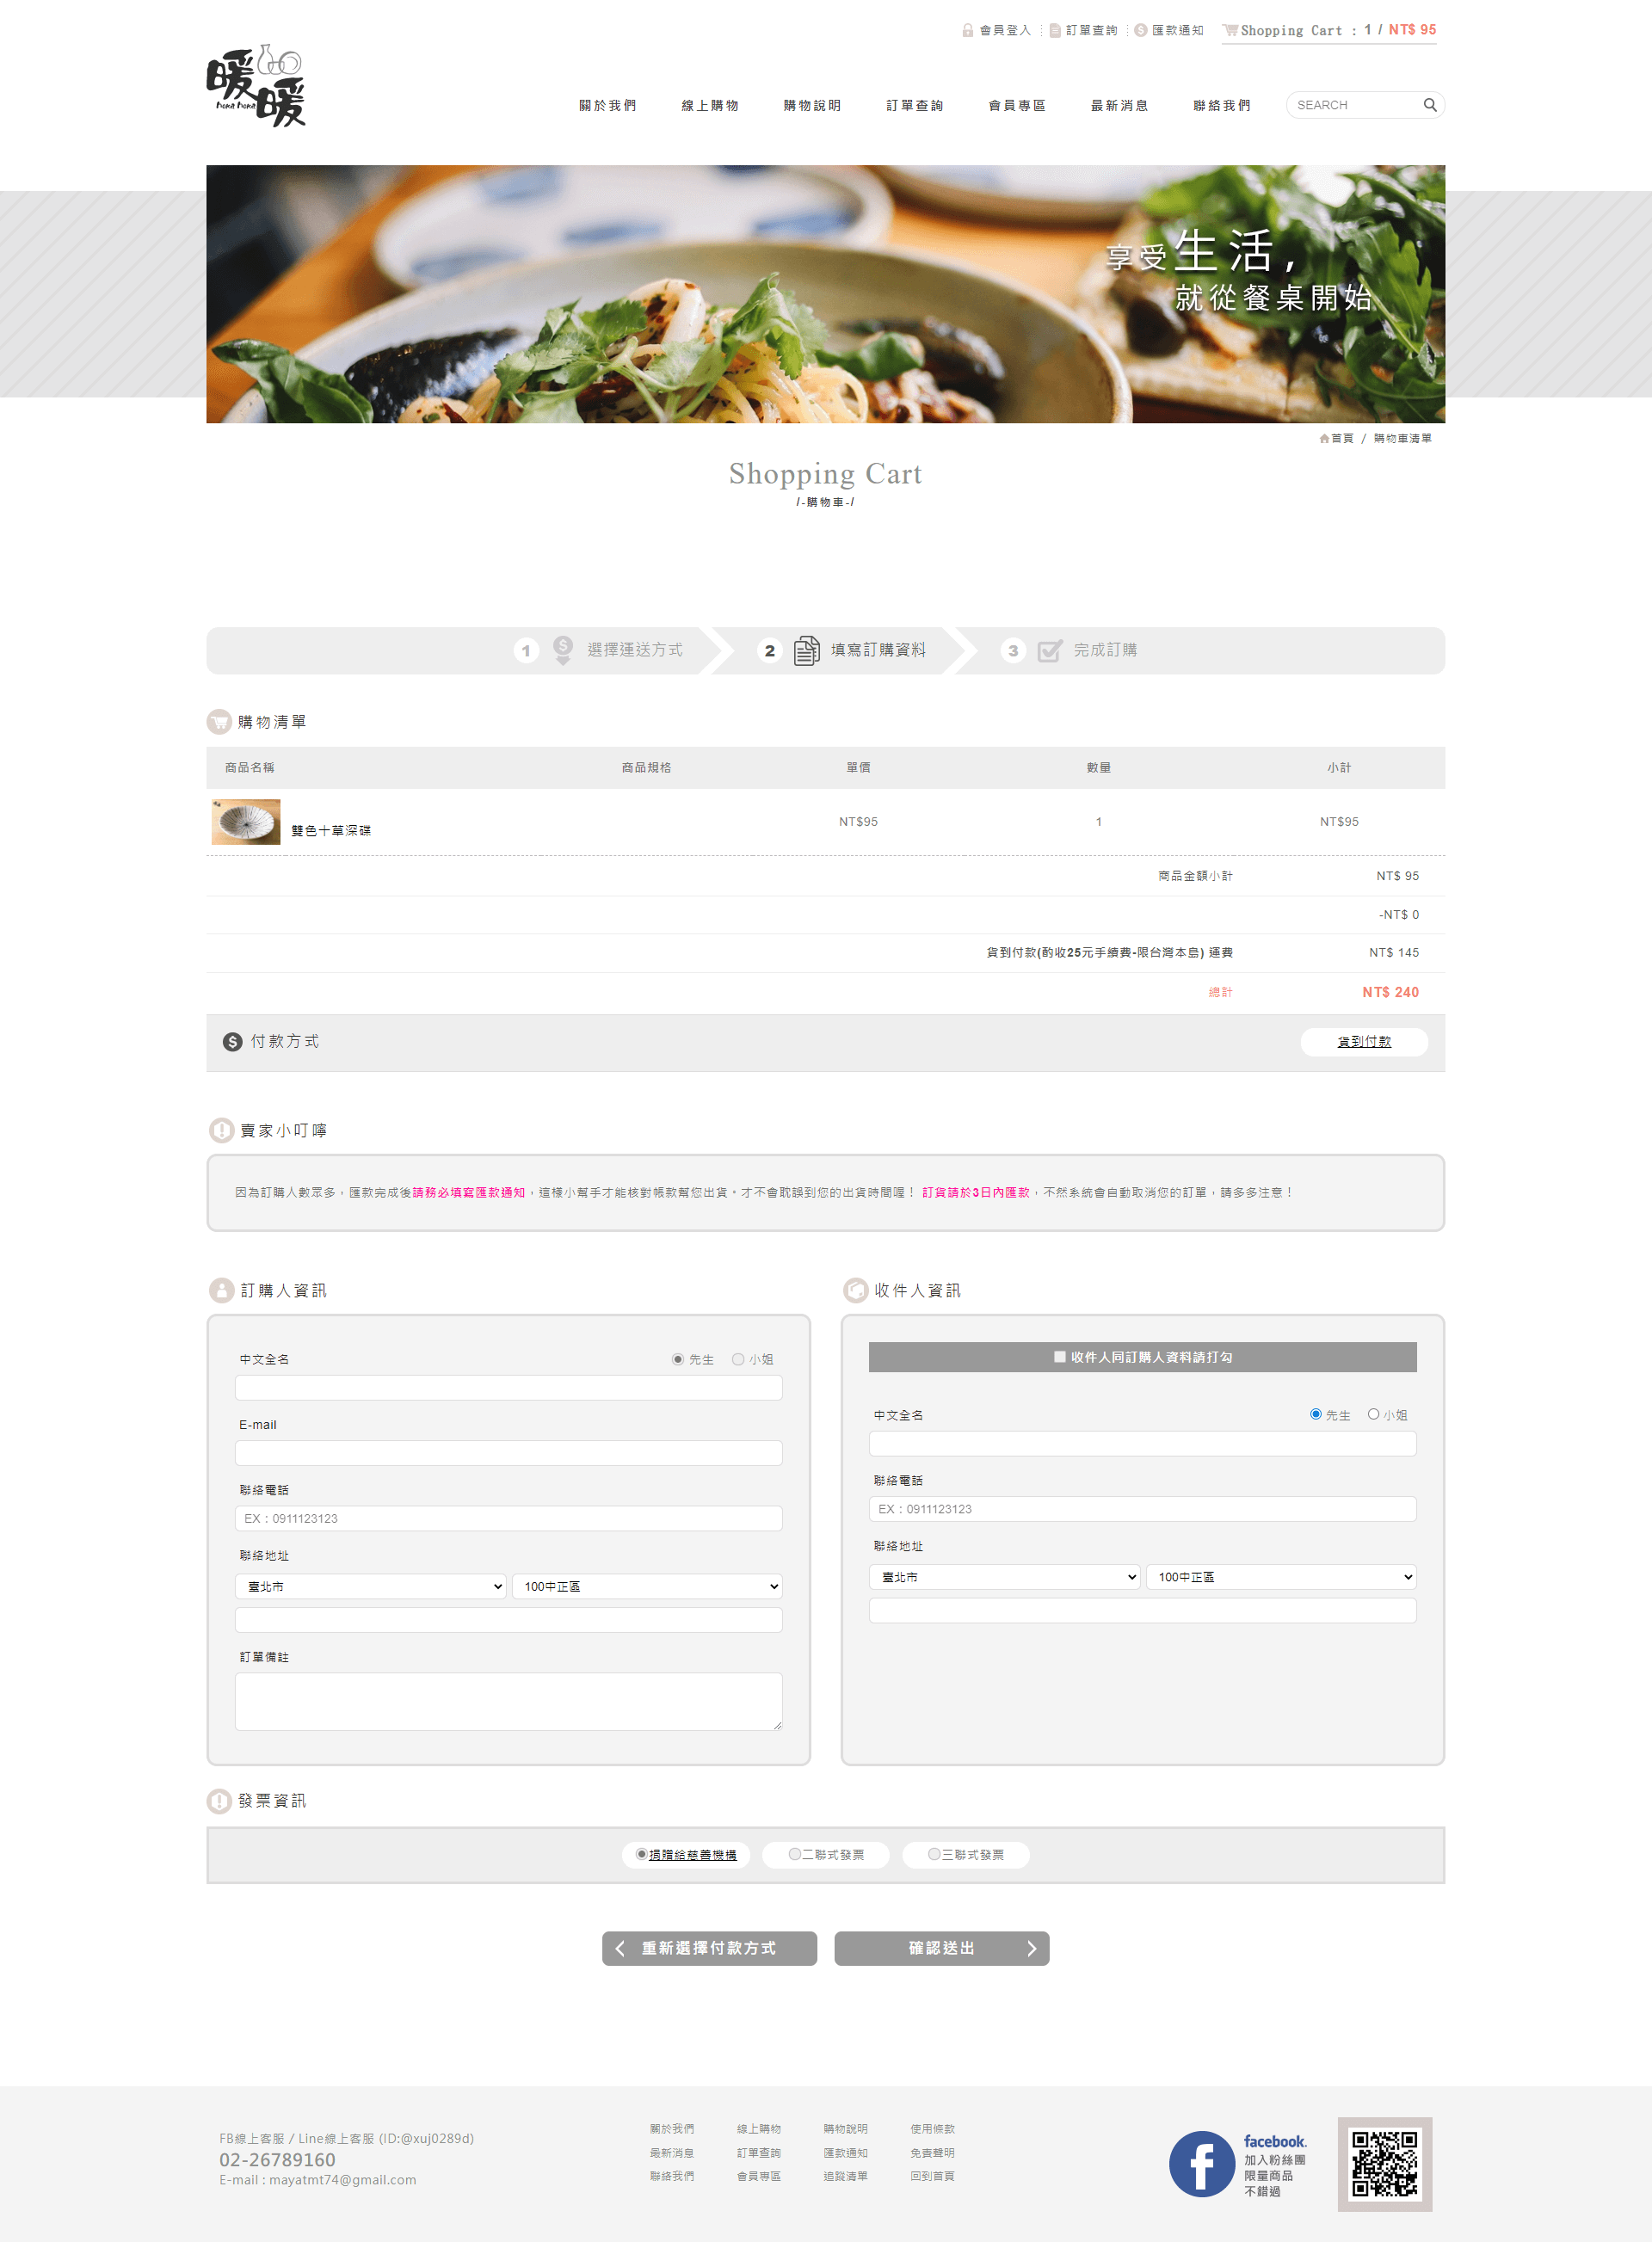 會員登入
訂單查詢
匯款通知
Shopping Cart : 1 / NT$ 95
暖暖
nona nona
關於我們 線上購物 購物說明 訂單查詢 會員專區 最新消息 聯絡我們
SEARCH
享受生活,
就從餐桌開始
首頁 / 購物車清單
Shopping Cart
/-購物車-/
1 選擇運送方式
2 填寫訂購資料
3 完成訂購
購物清單
商品名稱 商品規格 單價 數量 小計
雙色十草深碟 NT$95 1 NT$95
商品金額小計 NT$ 95
-NT$ 0
貨到付款(酌收25元手續費-限台灣本島) 運費 NT$ 145
總計 NT$ 240
付款方式
貨到付款
賣家小叮嚀
因為訂購人數眾多，匯款完成後請務必填寫匯款通知，這樣小幫手才能核對帳款幫您出貨。才不會耽誤到您的出貨時間喔！ 訂貨請於3日內匯款，不然系統會自動取消您的訂單，請多多注意！
訂購人資訊
中文全名 先生 小姐
E-mail
聯絡電話
EX：0911123123
聯絡地址
臺北市 100中正區
訂單備註
收件人資訊
收件人同訂購人資料請打勾
中文全名 先生 小姐
聯絡電話
EX：0911123123
聯絡地址
臺北市 100中正區
發票資訊
捐贈給慈善機構 二聯式發票 三聯式發票
重新選擇付款方式
確認送出
FB線上客服 / Line線上客服 (ID:@xuj0289d)
02-26789160
E-mail : mayatmt74@gmail.com
關於我們 線上購物 購物說明 使用條款
最新消息 訂單查詢 匯款通知 免責聲明
聯絡我們 會員專區 追蹤清單 回到首頁
facebook.
加入粉絲團
限量商品
不錯過